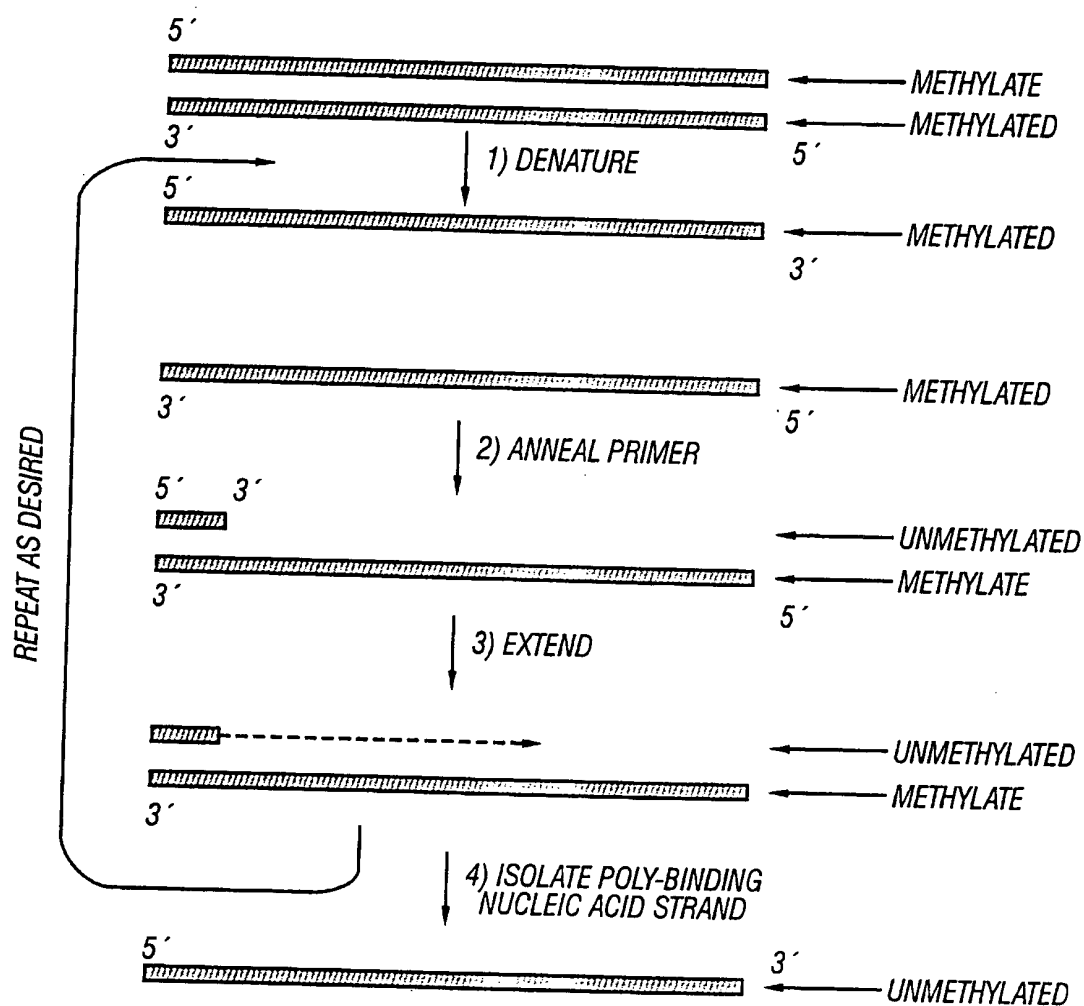 5´
METHYLATE
METHYLATED
3´
5´
1) DENATURE
5´
METHYLATED
3´
METHYLATED
3´
5´
2) ANNEAL PRIMER
REPEAT AS DESIRED
5´ 3´
UNMETHYLATED
METHYLATE
3´
5´
3) EXTEND
UNMETHYLATED
METHYLATE
3´
4) ISOLATE POLY-BINDING
NUCLEIC ACID STRAND
5´
3´
UNMETHYLATED